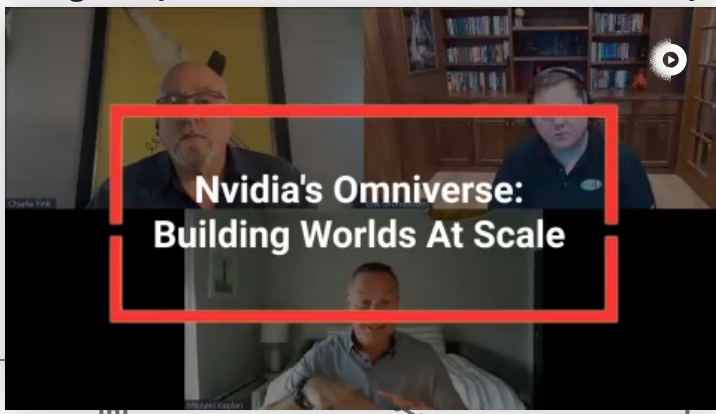 Charlie Fink
Nvidia's Omniverse:
Building Worlds At Scale
Michael Kaplan